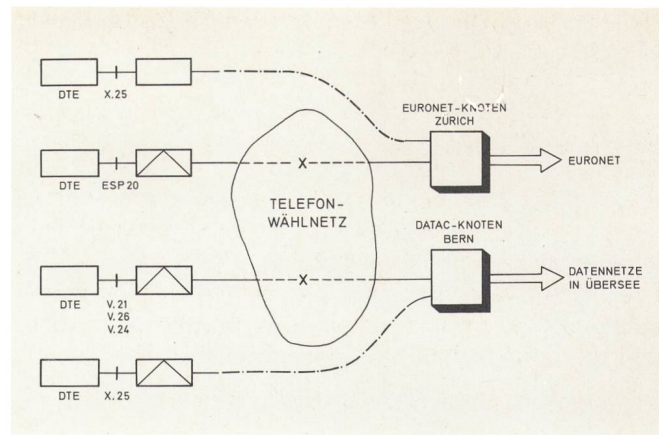 DTE
X.25
EURONET-KNOTEN
ZURICH
DTE
ESP 20
EURONET
TELEFON-
WÄHLNETZ
DATAC-KNOTEN
BERN
DTE
V.21
V.26
V.24
DATENNETZE
IN ÜBERSEE
DTE
X.25